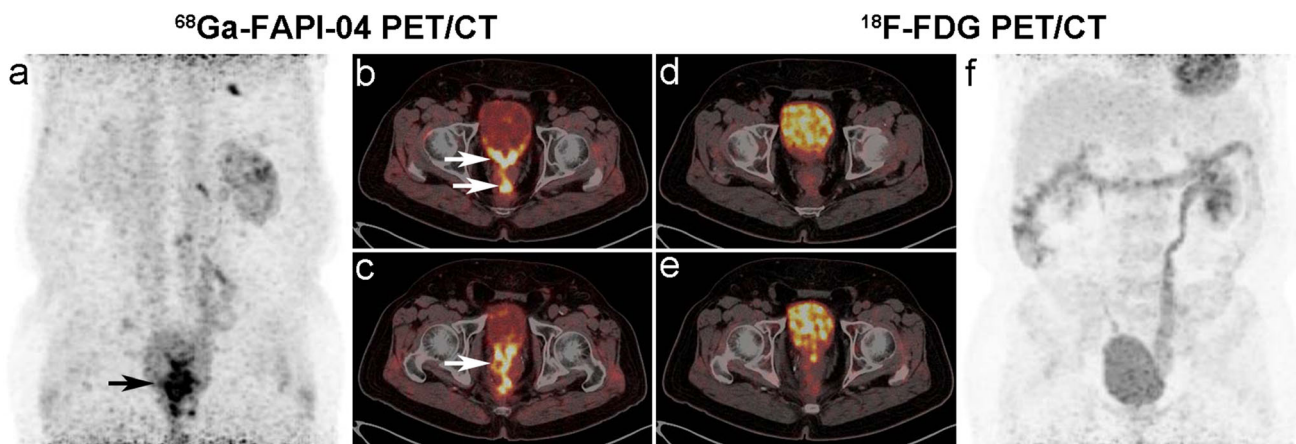 ⁶⁸Ga-FAPI-04 PET/CT
¹⁸F-FDG PET/CT
a
b
d
f
c
e